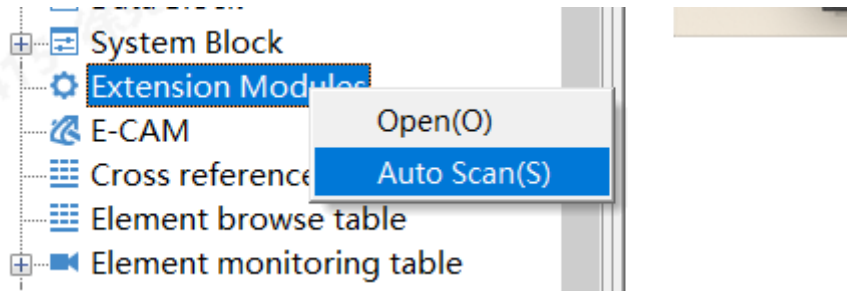 System Block
Extension Modules
Open(O)
E-CAM
Auto Scan(S)
Cross reference
Element browse table
Element monitoring table